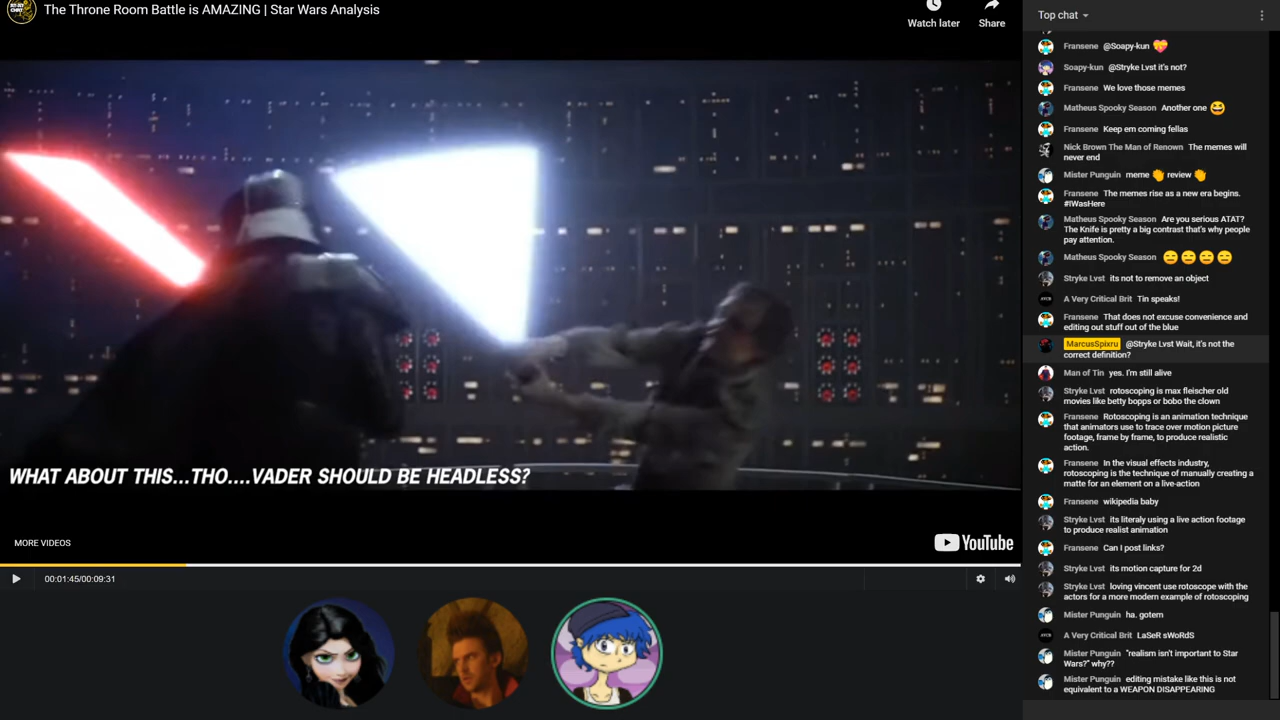 The Throne Room Battle is AMAZING | Star Wars Analysis
Watch later
Share
WHAT ABOUT THIS...THO....VADER SHOULD BE HEADLESS?
MORE VIDEOS
YouTube
00:01:45/00:09:31
Top chat
Fransene @Soapy-kun 💝
Soapy-kun @Stryke Lvst it's not?
Fransene We love those memes
Matheus Spooky Season Another one 😆
Fransene Keep em coming fellas
Nick Brown The Man of Renown The memes will
never end
Mister Punguin meme 👏 review 👏
Fransene The memes rise as a new era begins.
#IWasHere
Matheus Spooky Season Are you serious ATAT?
The Knife is pretty a big contrast that's why people
pay attention.
Matheus Spooky Season 😑 😑 😑 😑
Stryke Lvst its not to remove an object
A Very Critical Brit Tin speaks!
Fransene That does not excuse convenience and
editing out stuff out of the blue
MarcusSpixru @Stryke Lvst Wait, it's not the
correct definition?
Man of Tin yes. I'm still alive
Stryke Lvst rotoscoping is max fleischer old
movies like betty bopps or bobo the clown
Fransene Rotoscoping is an animation technique
that animators use to trace over motion picture
footage, frame by frame, to produce realistic
action.
Fransene In the visual effects industry,
rotoscoping is the technique of manually creating a
matte for an element on a live-action
Fransene wikipedia baby
Stryke Lvst its literaly using a live action footage
to produce realist animation
Fransene Can I post links?
Stryke Lvst its motion capture for 2d
Stryke Lvst loving vincent use rotoscope with the
actors for a more modern example of rotoscoping
Mister Punguin ha. gotem
A Very Critical Brit LaSeR sWoRdS
Mister Punguin "realism isn't important to Star
Wars?" why??
Mister Punguin editing mistake like this is not
equivalent to a WEAPON DISAPPEARING